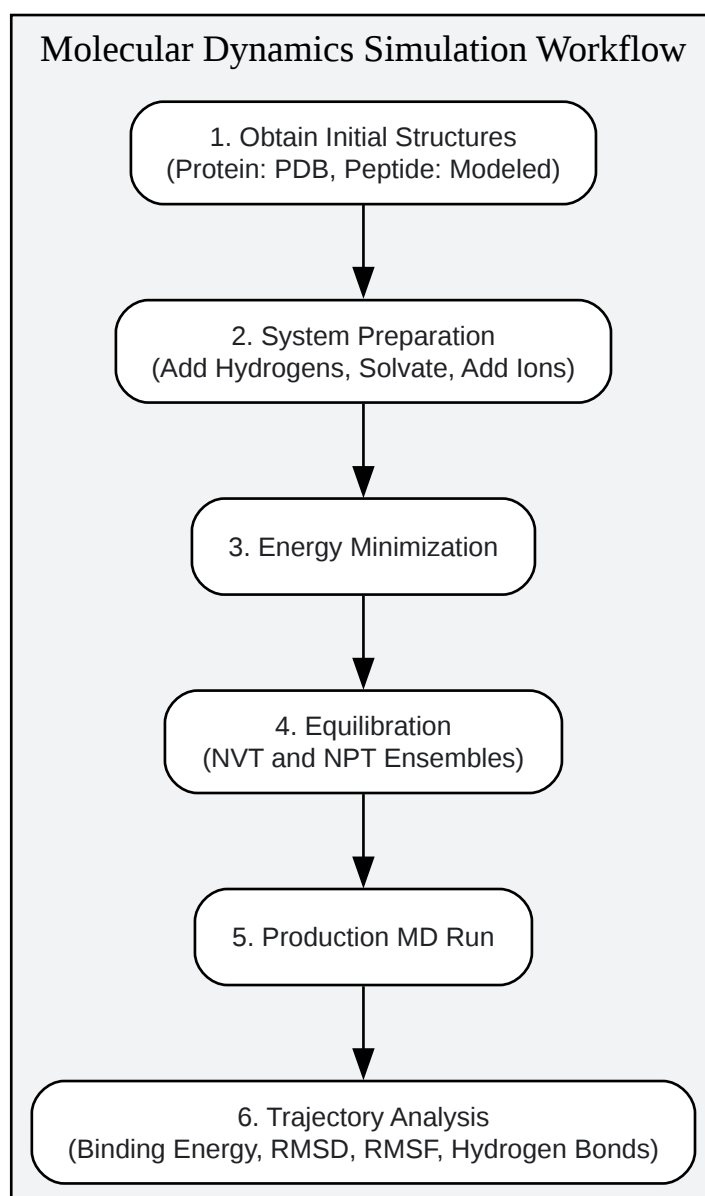 Molecular Dynamics Simulation Workflow
1. Obtain Initial Structures
(Protein: PDB, Peptide: Modeled)
2. System Preparation
(Add Hydrogens, Solvate, Add Ions)
3. Energy Minimization
4. Equilibration
(NVT and NPT Ensembles)
5. Production MD Run
6. Trajectory Analysis
(Binding Energy, RMSD, RMSF, Hydrogen Bonds)